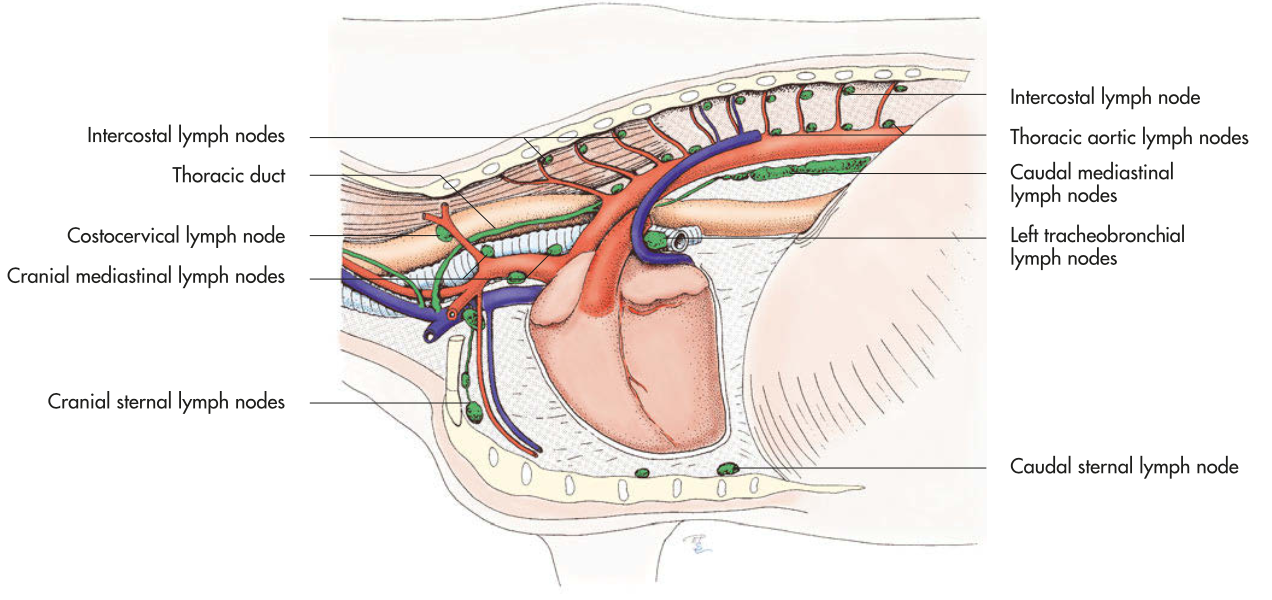 Intercostal lymph nodes
Thoracic duct
Costocervical lymph node
Cranial mediastinal lymph nodes
Cranial sternal lymph nodes
Intercostal lymph node
Thoracic aortic lymph nodes
Caudal mediastinal
lymph nodes
Left tracheobronchial
lymph nodes
Caudal sternal lymph node